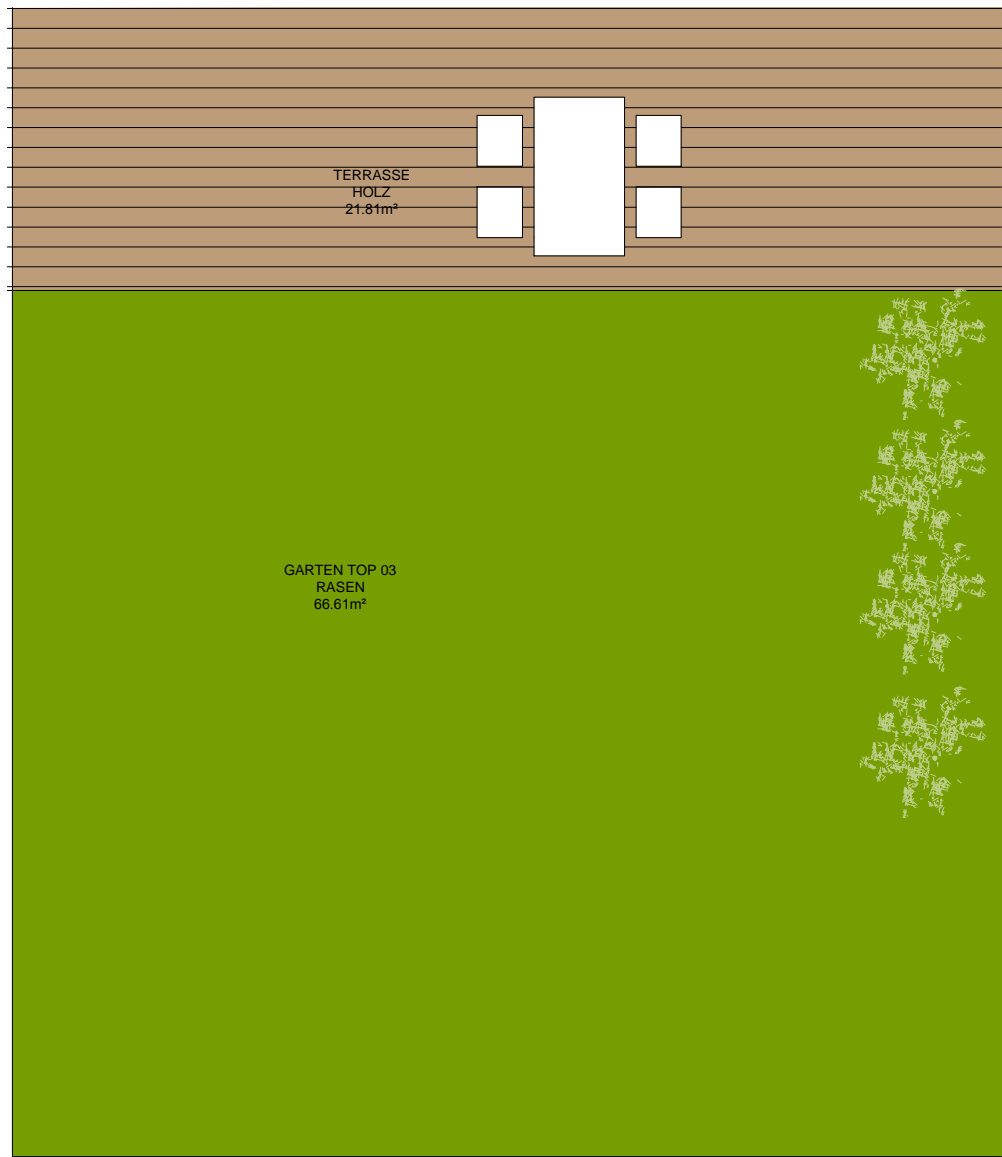 TERRASSE
HOLZ
21.81m²
GARTEN TOP 03
RASEN
66.61m²